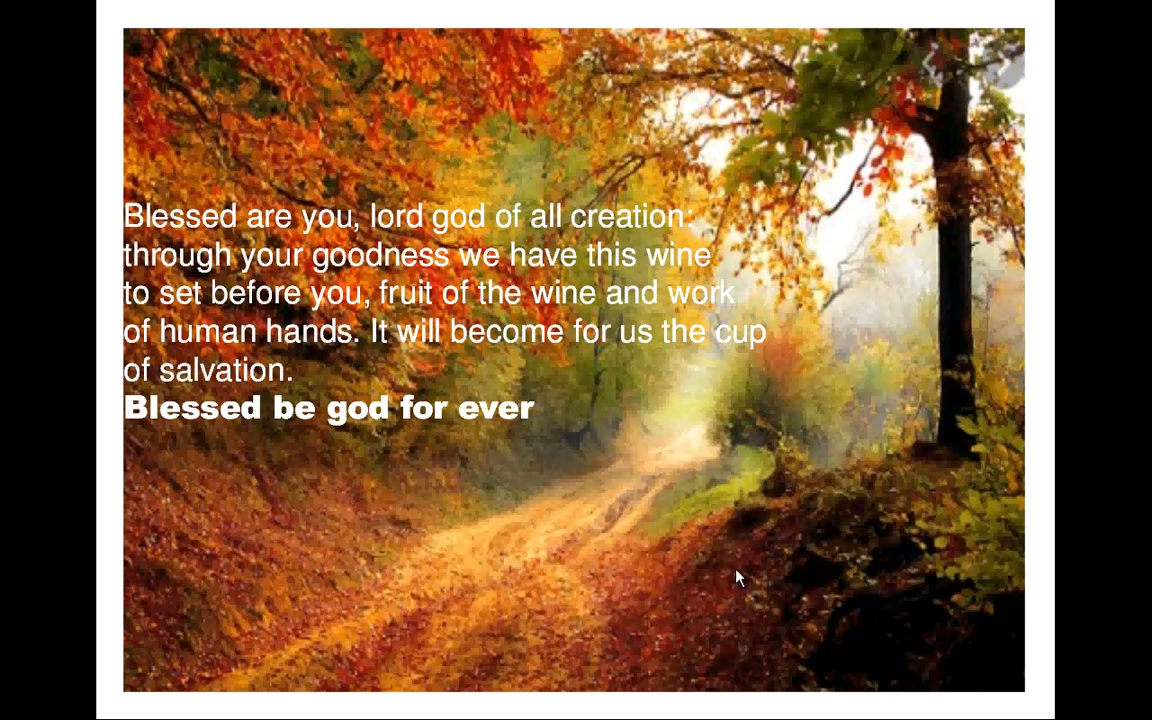 Blessed are you, lord god of all creation:
through your goodness we have this wine
to set before you, fruit of the wine and work
of human hands. It will become for us the cup
of salvation.
Blessed be god for ever